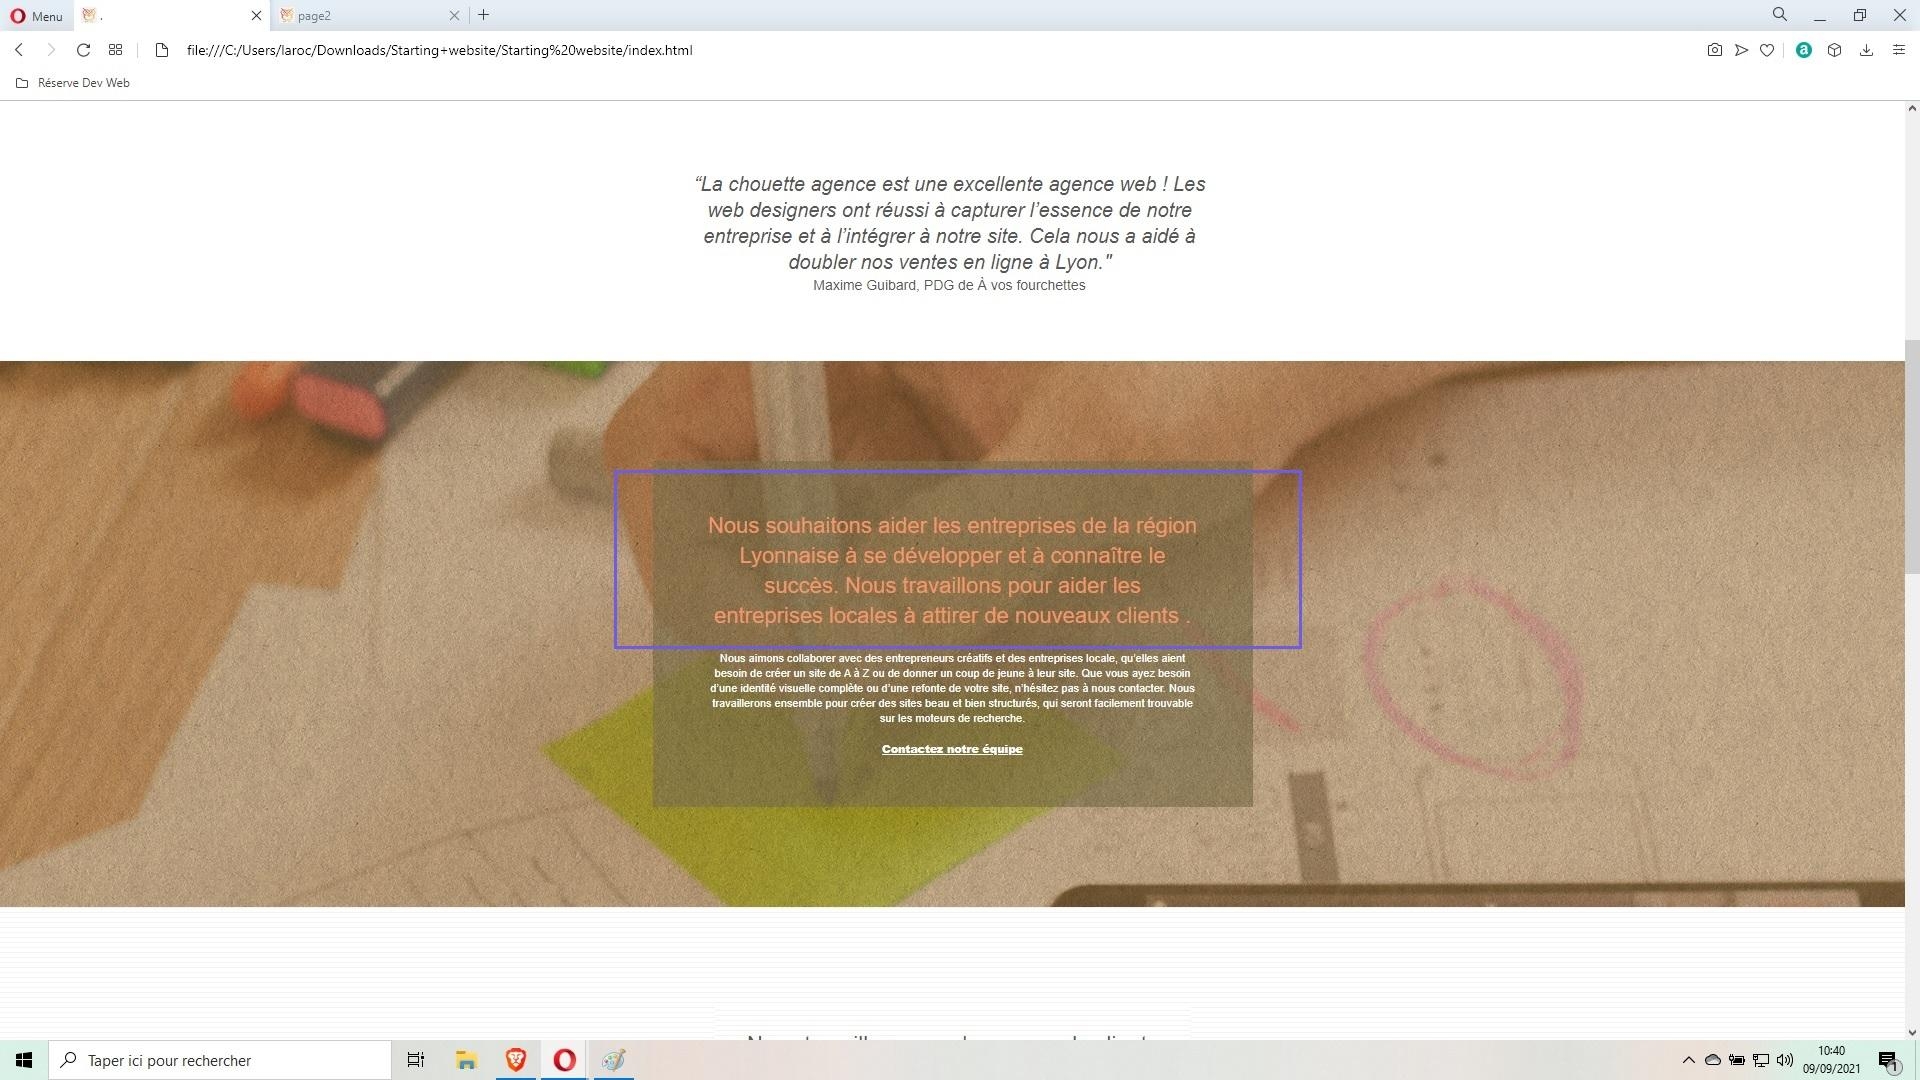 Menu
.
page2
file:///C:/Users/laroc/Downloads/Starting+website/Starting%20website/index.html
a
Réserve Dev Web
“La chouette agence est une excellente agence web ! Les
web designers ont réussi à capturer l’essence de notre
entreprise et à l’intégrer à notre site. Cela nous a aidé à
doubler nos ventes en ligne à Lyon."
Maxime Guibard, PDG de À vos fourchettes
Nous souhaitons aider les entreprises de la région
Lyonnaise à se développer et à connaître le
succès. Nous travaillons pour aider les
entreprises locales à attirer de nouveaux clients .
Nous aimons collaborer avec des entrepreneurs créatifs et des entreprises locale, qu’elles aient
besoin de créer un site de A à Z ou de donner un coup de jeune à leur site. Que vous ayez besoin
d’une identité visuelle complète ou d’une refonte de votre site, n’hésitez pas à nous contacter. Nous
travaillerons ensemble pour créer des sites beau et bien structurés, qui seront facilement trouvable
sur les moteurs de recherche.
Contactez notre équipe
Taper ici pour rechercher
10:40
09/09/2021
1